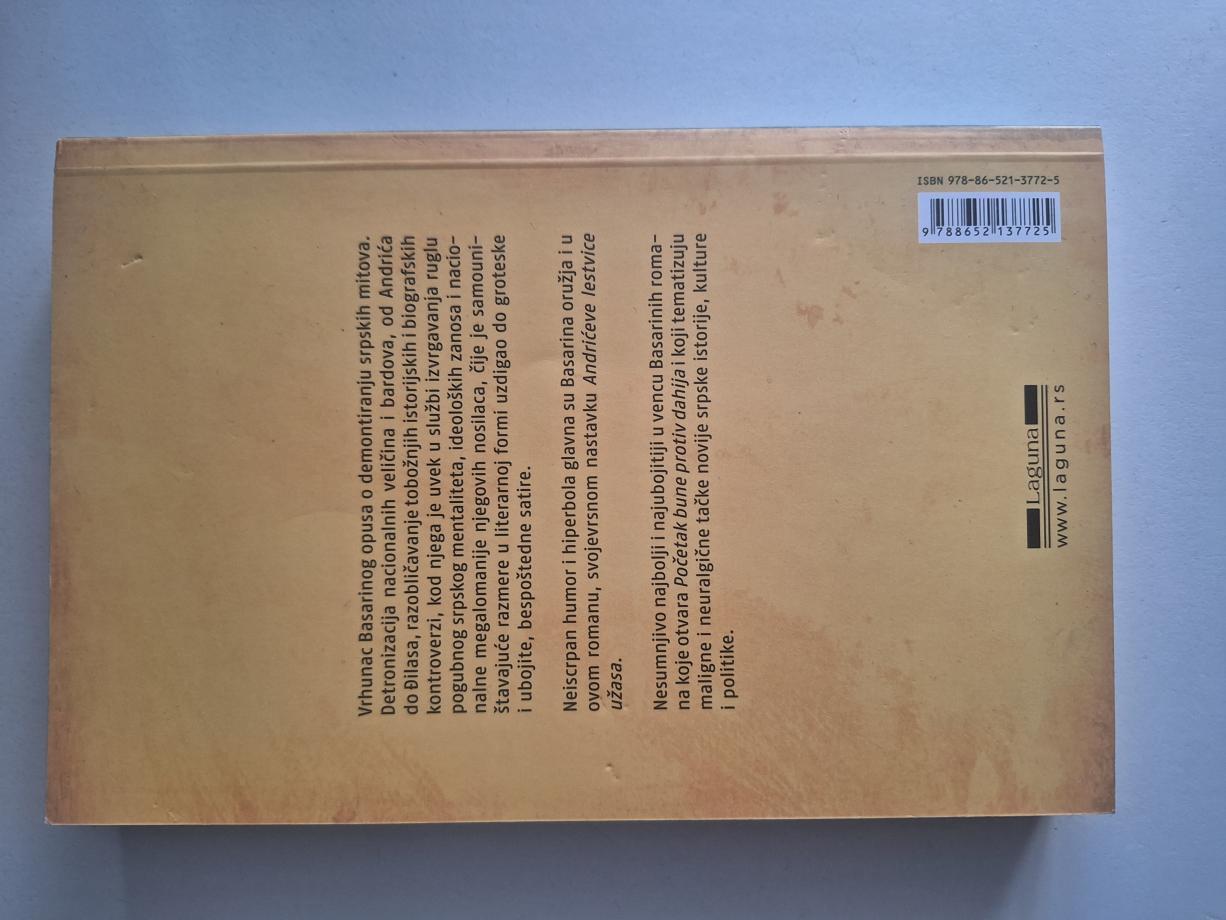 Vrhunac Basarinog opusa o demontiranju srpskih mitova.
Detronizacija nacionalnih veličina i bardova, od Andrića
do Đilasa, razobličavanje tobožnjih istorijskih i biografskih
kontroverzi, kod njega je uvek u službi izvrgavanja ruglu
pogubnog srpskog mentaliteta, ideoloških zanosa i nacio-
nalne megalomanije njegovih nosilaca, čije je samouni-
štavajuće razmere u literarnoj formi uzdigao do groteske
i ubojite, bespoštedne satire.
Neiscrpan humor i hiperbola glavna su Basarina oružja i u
ovom romanu, svojevrsnom nastavku Andrićeve lestvice
užasa.
Nesumnjivo najbolji i najubojitiji u vencu Basarinih roma-
na koje otvara Početak bune protiv dahija i koji tematizuju
maligne i neuralgične tačke novije srpske istorije, kulture
i politike.
Laguna
www.laguna.rs
ISBN 978-86-521-3772-5
9 788652 137725